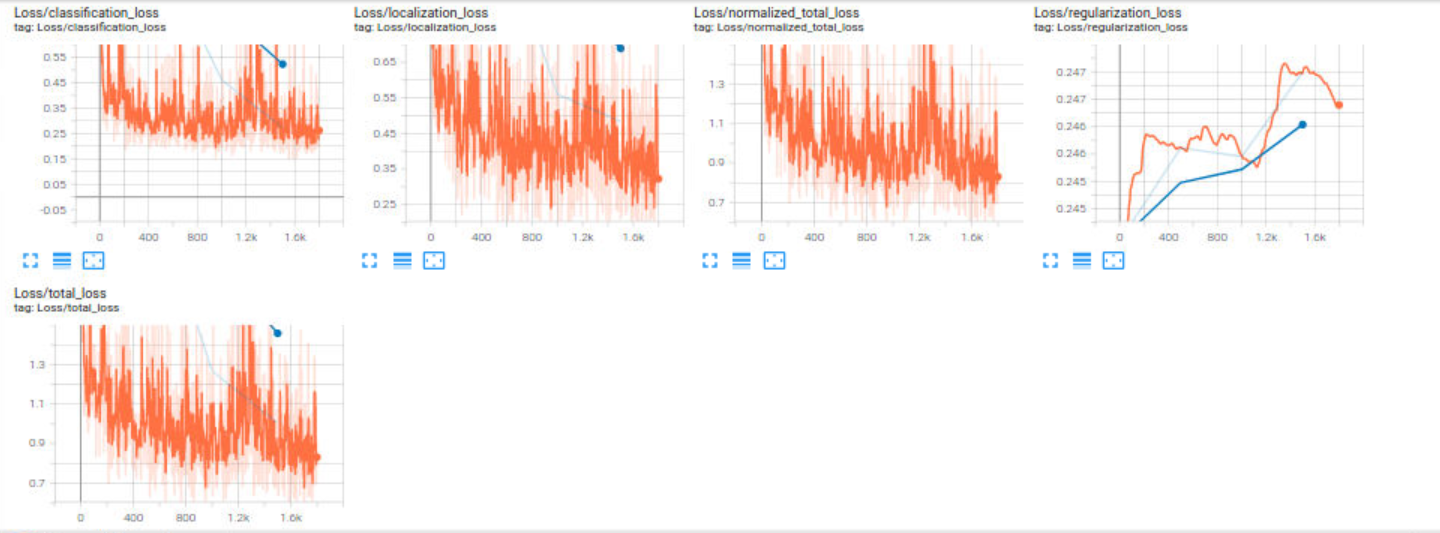 Loss/classification_loss
tag: Loss/classification_loss
0.55
0.45
0.35
0.25
0.15
0.05
-0.05
0 400 800 1.2k 1.6k
Loss/localization_loss
tag: Loss/localization_loss
0.65
0.55
0.45
0.35
0.25
0 400 800 1.2k 1.6k
Loss/normalized_total_loss
tag: Loss/normalized_total_loss
1.3
1.1
0.9
0.7
0 400 800 1.2k 1.6k
Loss/regularization_loss
tag: Loss/regularization_loss
0.247
0.247
0.246
0.246
0.245
0.245
0 400 800 1.2k 1.6k
Loss/total_loss
tag: Loss/total_loss
1.3
1.1
0.9
0.7
0 400 800 1.2k 1.6k